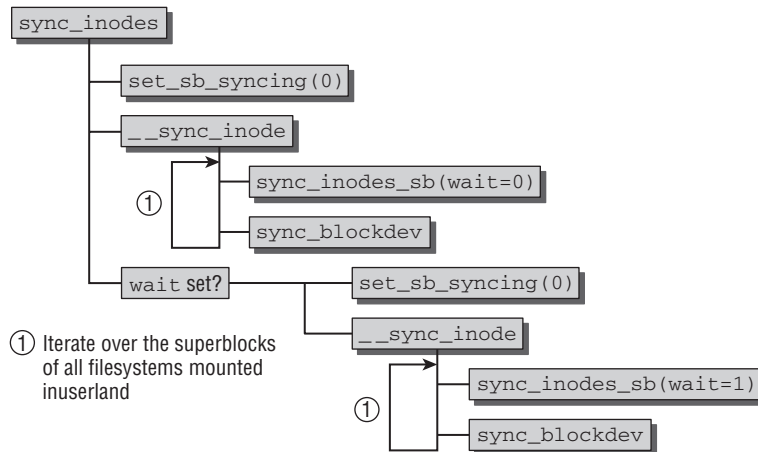 sync_inodes
set_sb_syncing(0)
__sync_inode
sync_inodes_sb(wait=0)
①
sync_blockdev
wait set?
set_sb_syncing(0)
① Iterate over the superblocks
of all filesystems mounted
inuserland
__sync_inode
sync_inodes_sb(wait=1)
①
sync_blockdev